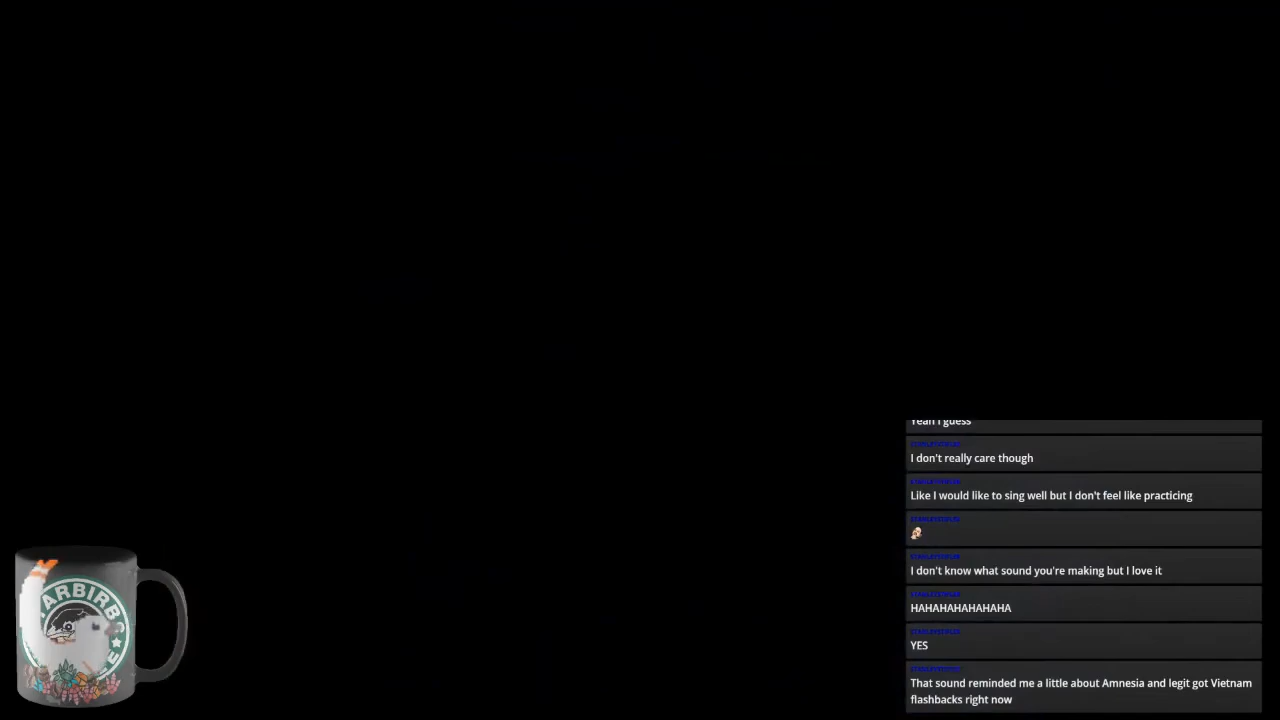 Yeah I guess
I don't really care though
Like I would like to sing well but I don't feel like practicing
I don't know what sound you're making but I love it
HAHAHAHAHAHAHA
YES
That sound reminded me a little about Amnesia and legit got Vietnam
flashbacks right now
ARBIRB